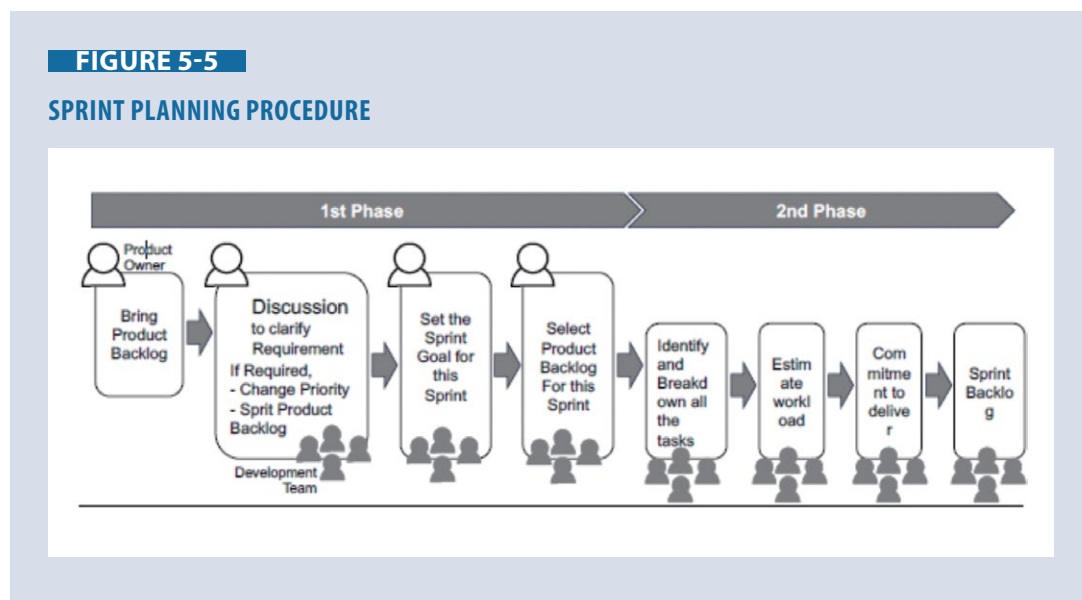 FIGURE 5-5
SPRINT PLANNING PROCEDURE
1st Phase
2nd Phase
Product
Owner
Bring
Product
Backlog
Discussion
to clarify
Requirement
If Required,
- Change Priority
- Sprit Product
Backlog
Development
Team
Set the
Sprint
Goal for
this
Sprint
Select
Product
Backlog
For this
Sprint
Identify
and
Breakd
own all
the
tasks
Estim
ate
workl
oad
Com
mitme
nt to
delive
r
Sprint
Backlo
g